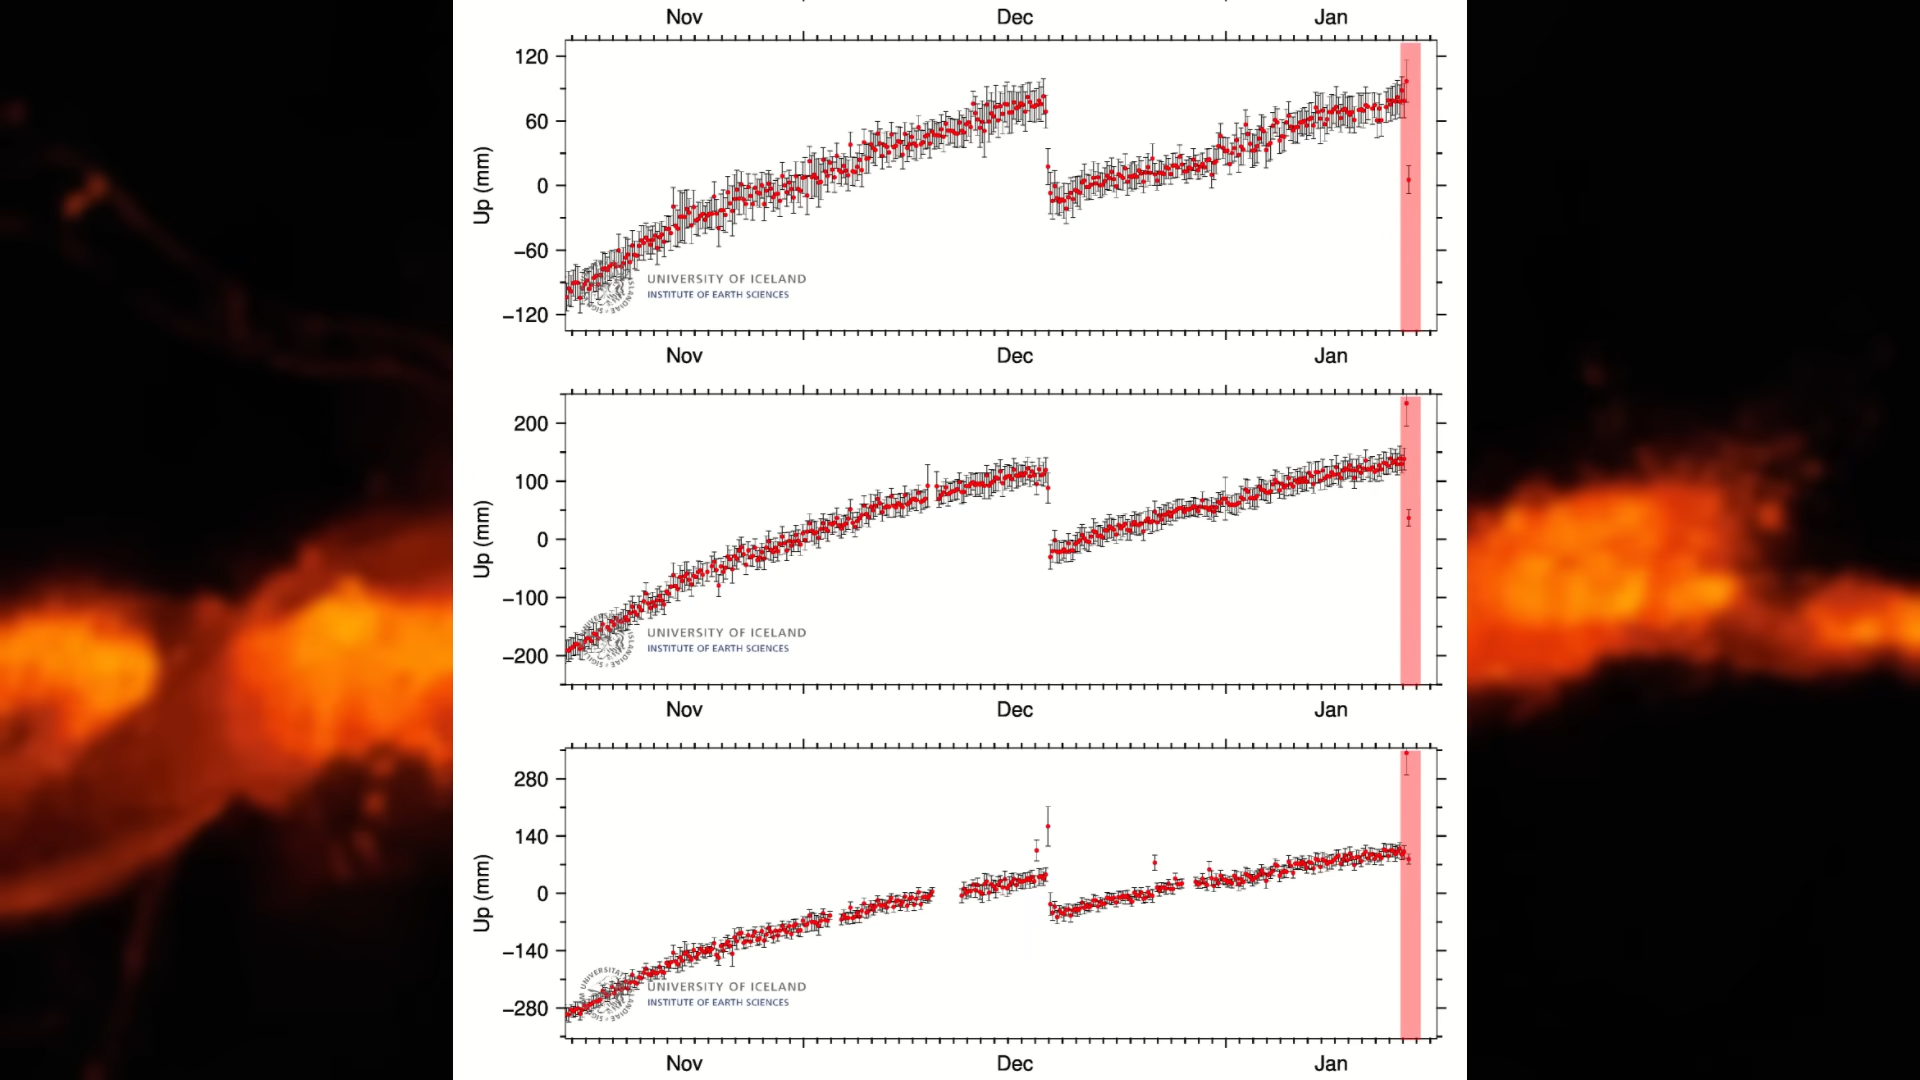 Nov Dec Jan
120
60
0
−60
−120
Up (mm)
UNIVERSITY OF ICELAND
INSTITUTE OF EARTH SCIENCES
Nov Dec Jan
200
100
0
−100
−200
Up (mm)
UNIVERSITY OF ICELAND
INSTITUTE OF EARTH SCIENCES
Nov Dec Jan
280
140
0
−140
−280
Up (mm)
UNIVERSITY OF ICELAND
INSTITUTE OF EARTH SCIENCES
Nov Dec Jan